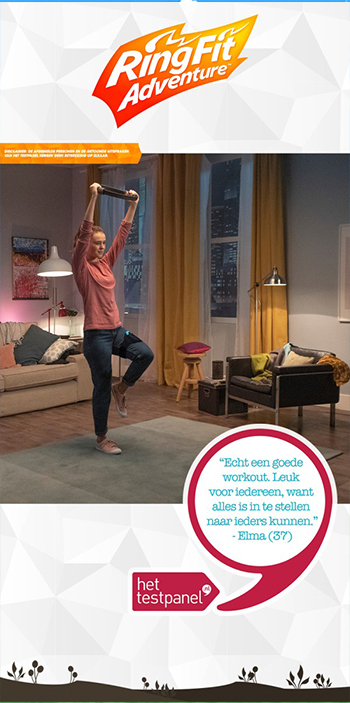 RingFit
Adventure™
"Echt een goede
workout. Leuk
voor iedereen, want
alles is in te stellen
naar ieders kunnen."
- Elma (37)
het
testpanel